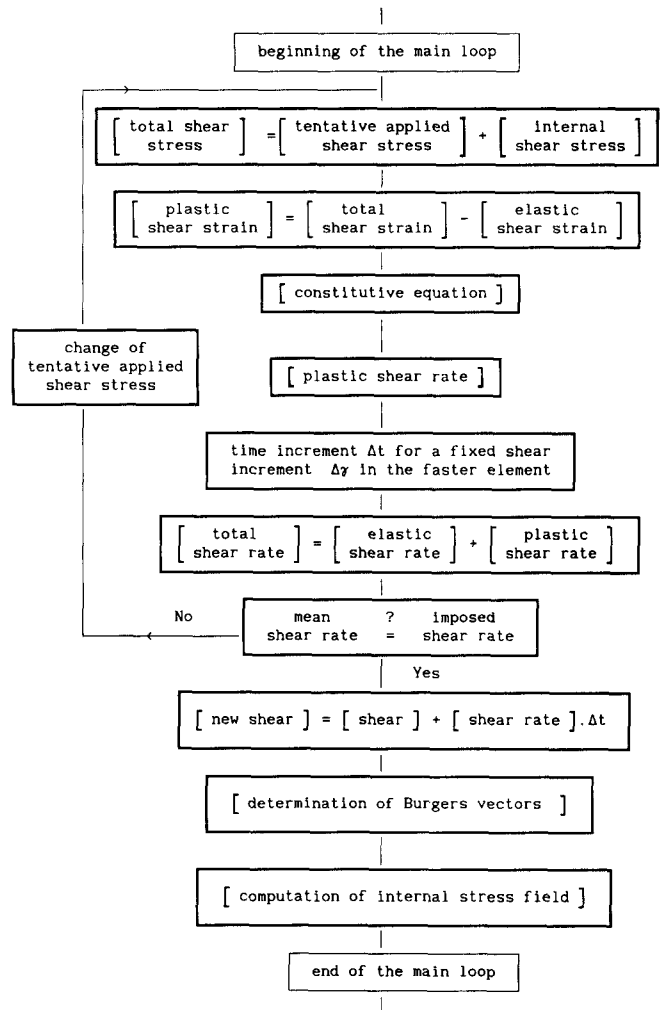 beginning of the main loop
[ total shear stress ] = [ tentative applied shear stress ] + [ internal shear stress ]
[ plastic shear strain ] = [ total shear strain ] - [ elastic shear strain ]
[ constitutive equation ]
change of
tentative applied
shear stress
[ plastic shear rate ]
time increment Δt for a fixed shear
increment Δγ in the faster element
[ total shear rate ] = [ elastic shear rate ] + [ plastic shear rate ]
No
mean ? imposed
shear rate = shear rate
Yes
[ new shear ] = [ shear ] + [ shear rate ].Δt
[ determination of Burgers vectors ]
[ computation of internal stress field ]
end of the main loop